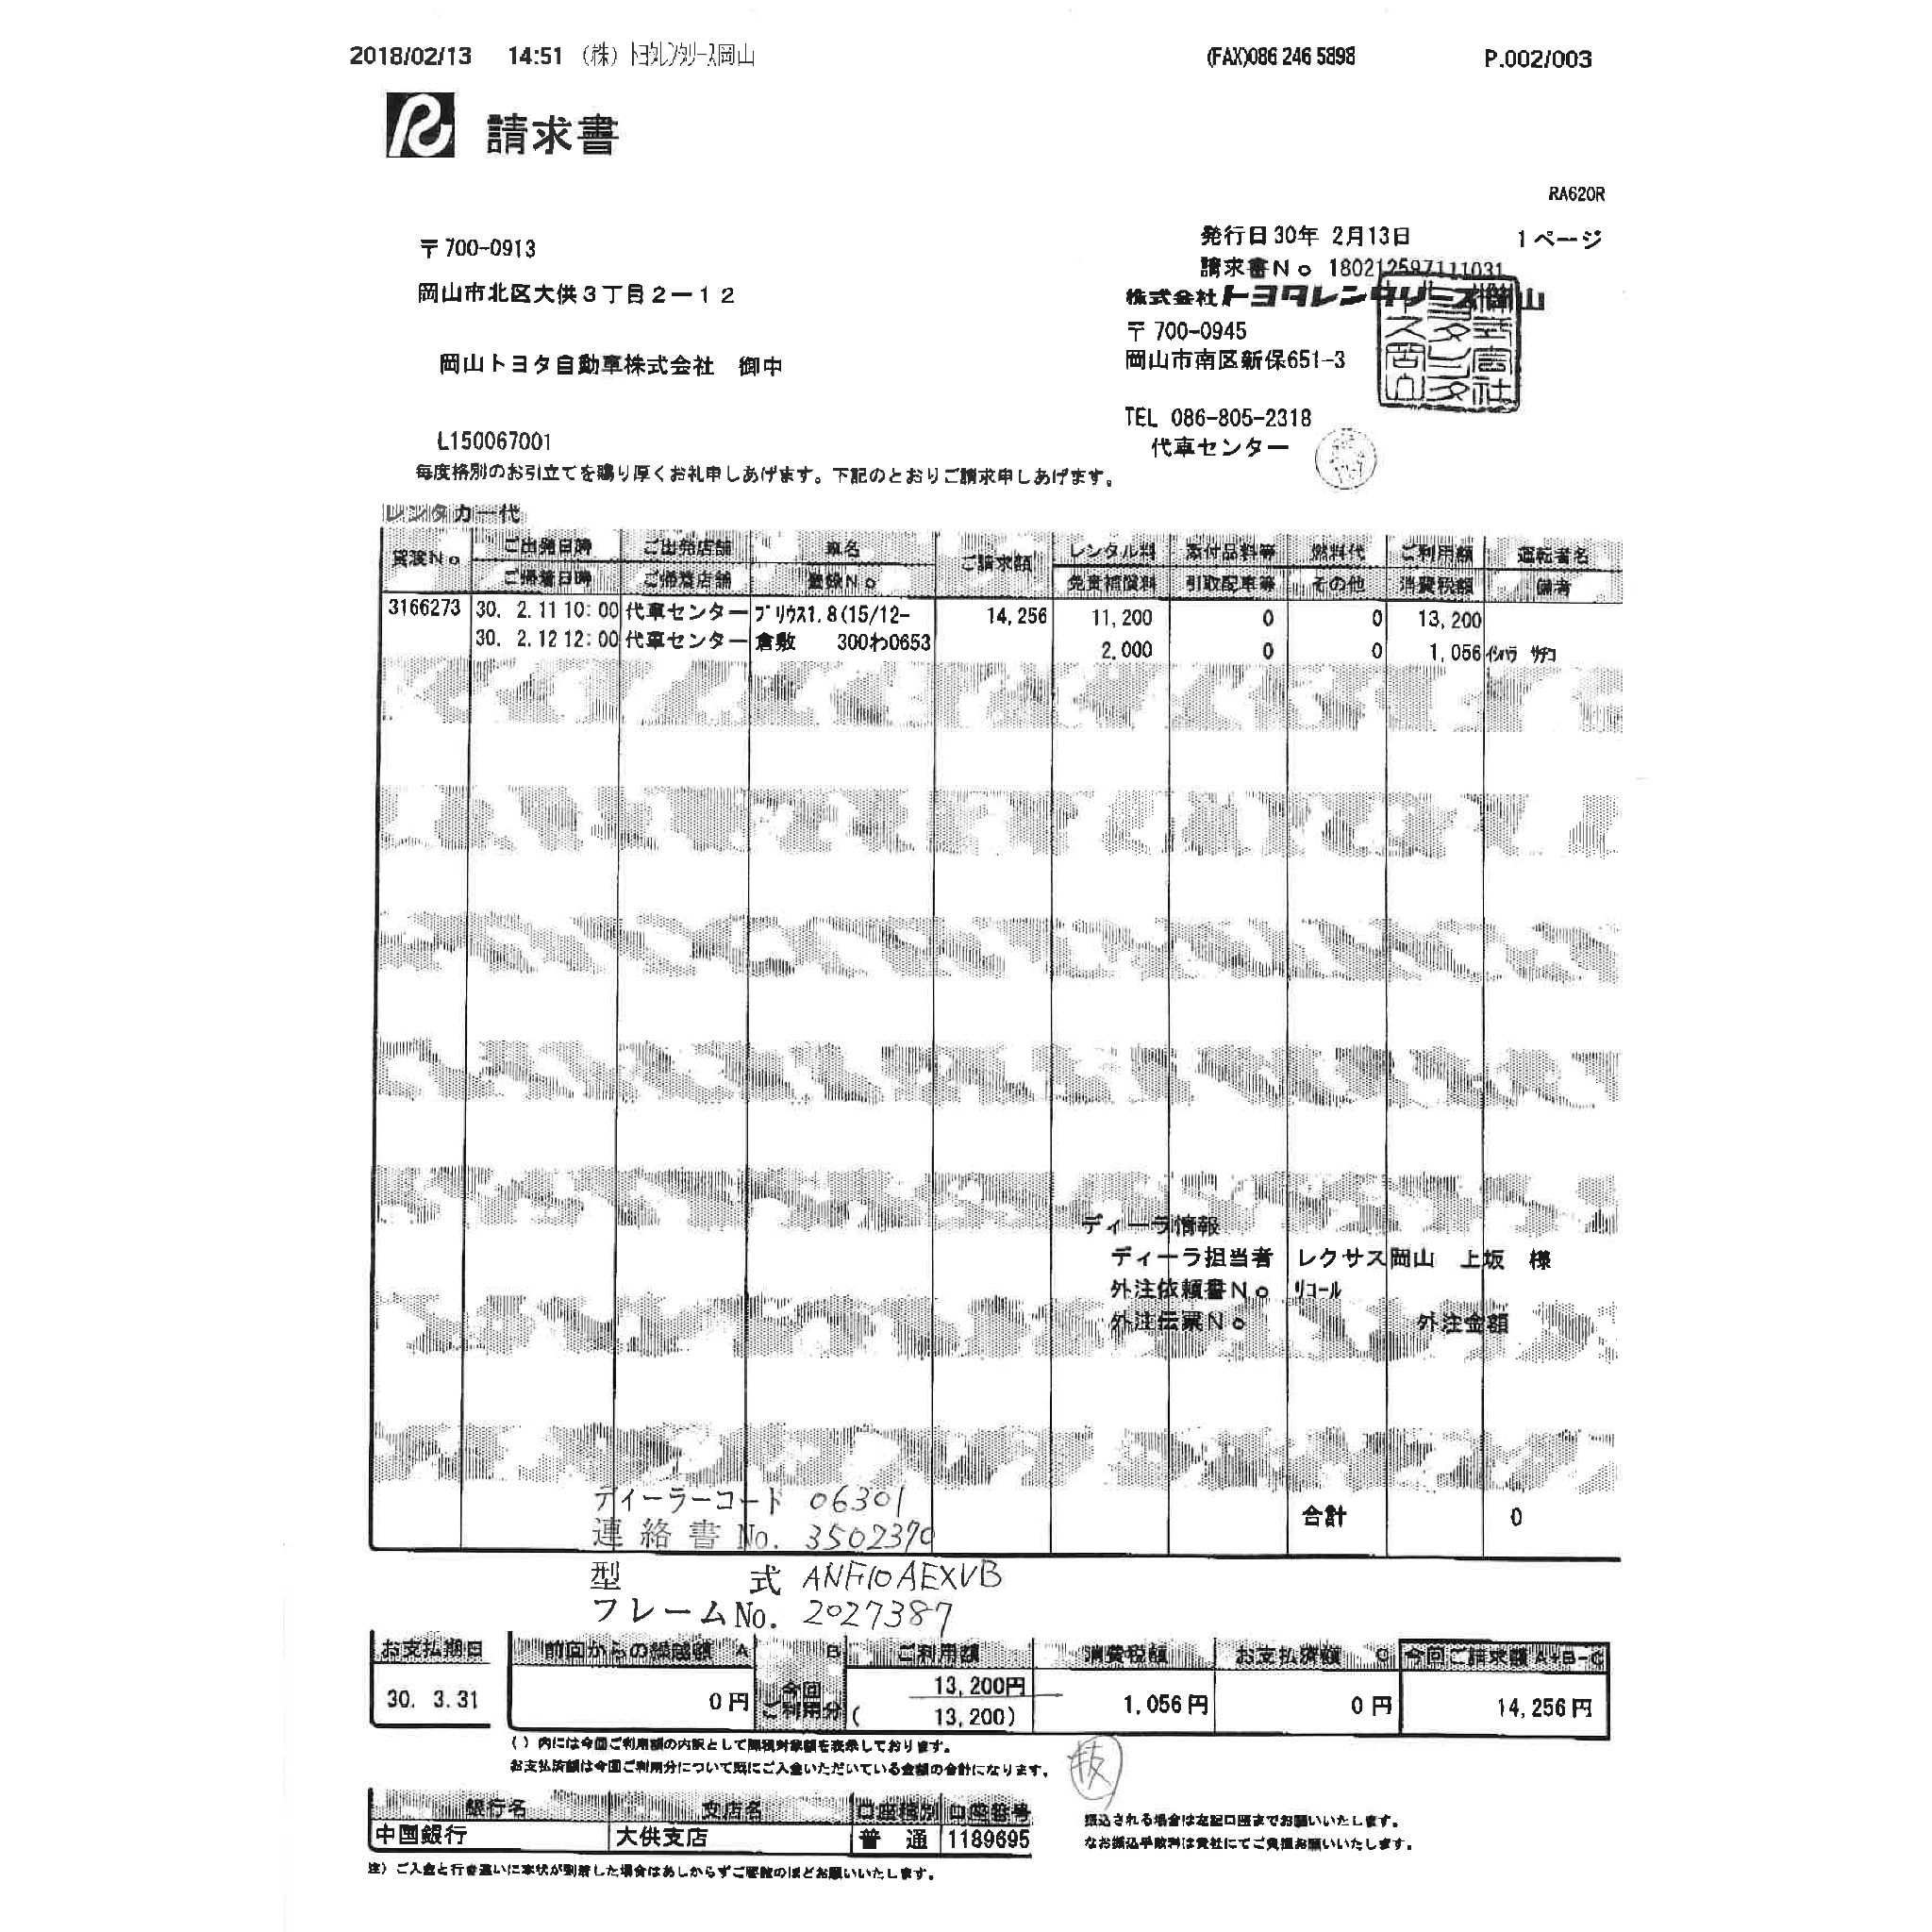 2018/02/13 14:51 (株)トヨタレンタリース岡山 (FAX)086 246 5898 P.002/003
請求書
RA620R
発行日30年 2月13日 1ページ
〒700-0913
請求書No 180212597111031
岡山市北区大供3丁目2-12
株式会社トヨタレンタリース岡山
〒700-0945
岡山トヨタ自動車株式会社 御中
岡山市南区新保651-3
TEL 086-805-2318
L150067001
代車センター
毎度格別のお引立てを賜り厚くお礼申しあげます。下記のとおりご請求申しあげます。
レンタカー代
貸渡No ご出発日時 ご出発店舗 車名 ご請求額 レンタル料 添付品料等 燃料代 ご利用額 運転者名
ご帰着日時 ご帰着店舗 登録No 免責補償料 引取配車等 その他 消費税額 備考
3166273 30. 2.11 10:00 代車センター プリウス1.8(15/12- 14,256 11,200 0 0 13,200
30. 2.12 12:00 代車センター 倉敷 300わ0653 2,000 0 0 1,056 イシハラ サチコ
ディーラ情報
ディーラ担当者 レクサス岡山 上坂 様
外注依頼書No リコール
外注伝票No 外注金額
ディーラーコード 06301
合計 0
連絡書No. 3502370
型式 ANF10AEXVB
フレームNo. 2027387
お支払期日 前回からの繰越額 A B ご利用額 消費税額 お支払済額 C 今回ご請求額 A+B-C
30. 3.31 0円 今回ご利用分 13,200円 1,056円 0円 14,256円
( 13,200)
( )内には今回ご利用額の内訳として課税対象額を表示しております。
お支払済額は今回ご利用分について既にご入金いただいている金額の合計になります。
抜
銀行名 支店名 口座種別 口座番号
中国銀行 大供支店 普通 1189695
振込される場合は左記口座までお願いいたします。
なお振込手数料は貴社にてご負担お願いいたします。
注) ご入金と行き違いに本状が到着した場合はあしからずご容赦のほどお願いいたします。